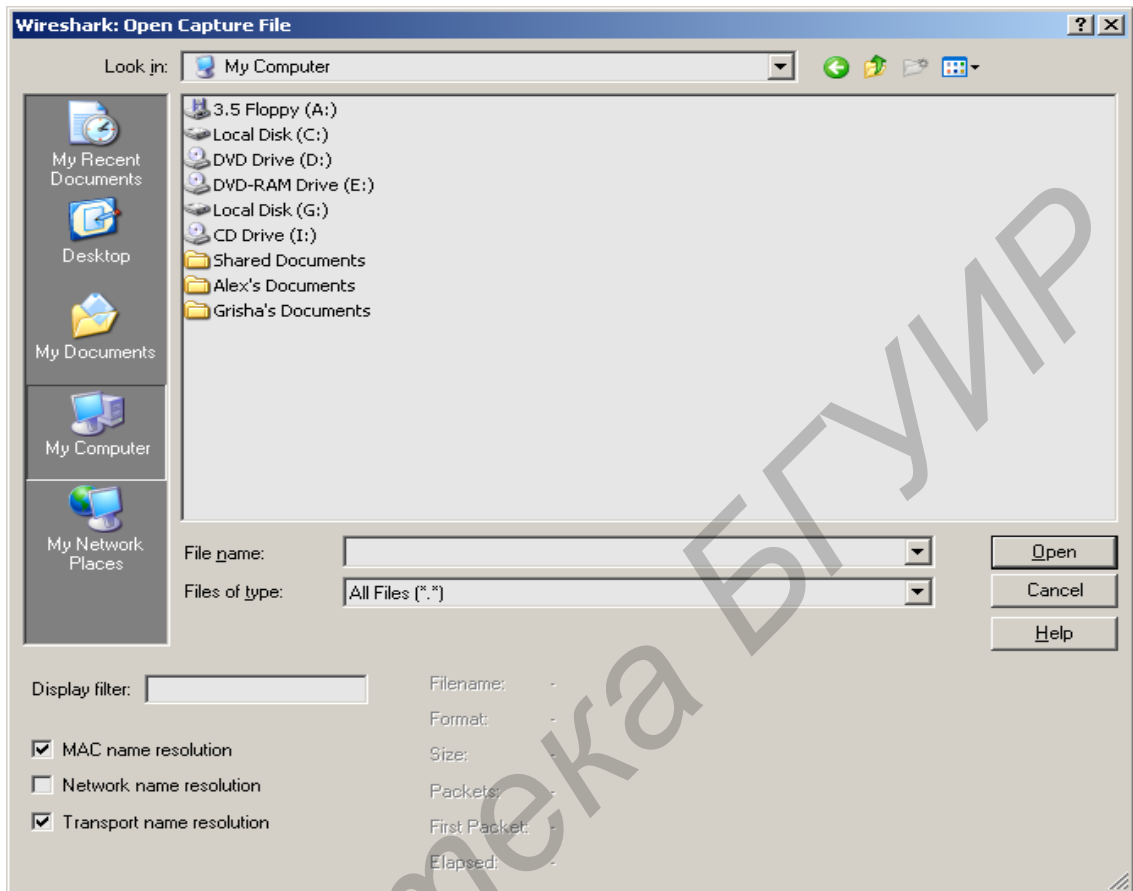 Wireshark: Open Capture File
Look in:
My Computer
My Recent
Documents
Desktop
My Documents
My Computer
My Network
Places
3.5 Floppy (A:)
Local Disk (C:)
DVD Drive (D:)
DVD-RAM Drive (E:)
Local Disk (G:)
CD Drive (I:)
Shared Documents
Alex's Documents
Grisha's Documents
File name:
Open
Files of type:
All Files (*.*)
Cancel
Help
Display filter:
MAC name resolution
Network name resolution
Transport name resolution
Filename: -
Format: -
Size: -
Packets: -
First Packet: -
Elapsed: -
тека БГУИР